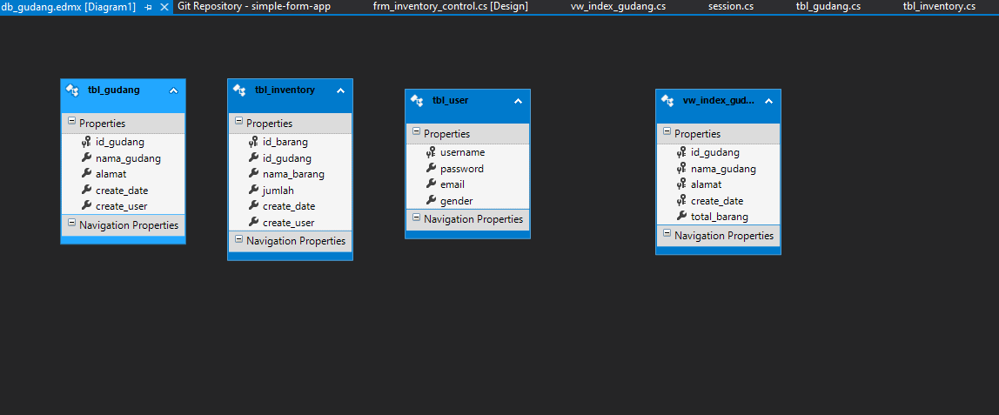 db_gudang.edmx [Diagram1]
Git Repository - simple-form-app
frm_inventory_control.cs [Design]
vw_index_gudang.cs
session.cs
tbl_gudang.cs
tbl_inventory.cs
tbl_gudang
Properties
id_gudang
nama_gudang
alamat
create_date
create_user
Navigation Properties
tbl_inventory
Properties
id_barang
id_gudang
nama_barang
jumlah
create_date
create_user
Navigation Properties
tbl_user
Properties
username
password
email
gender
Navigation Properties
vw_index_gud...
Properties
id_gudang
nama_gudang
alamat
create_date
total_barang
Navigation Properties